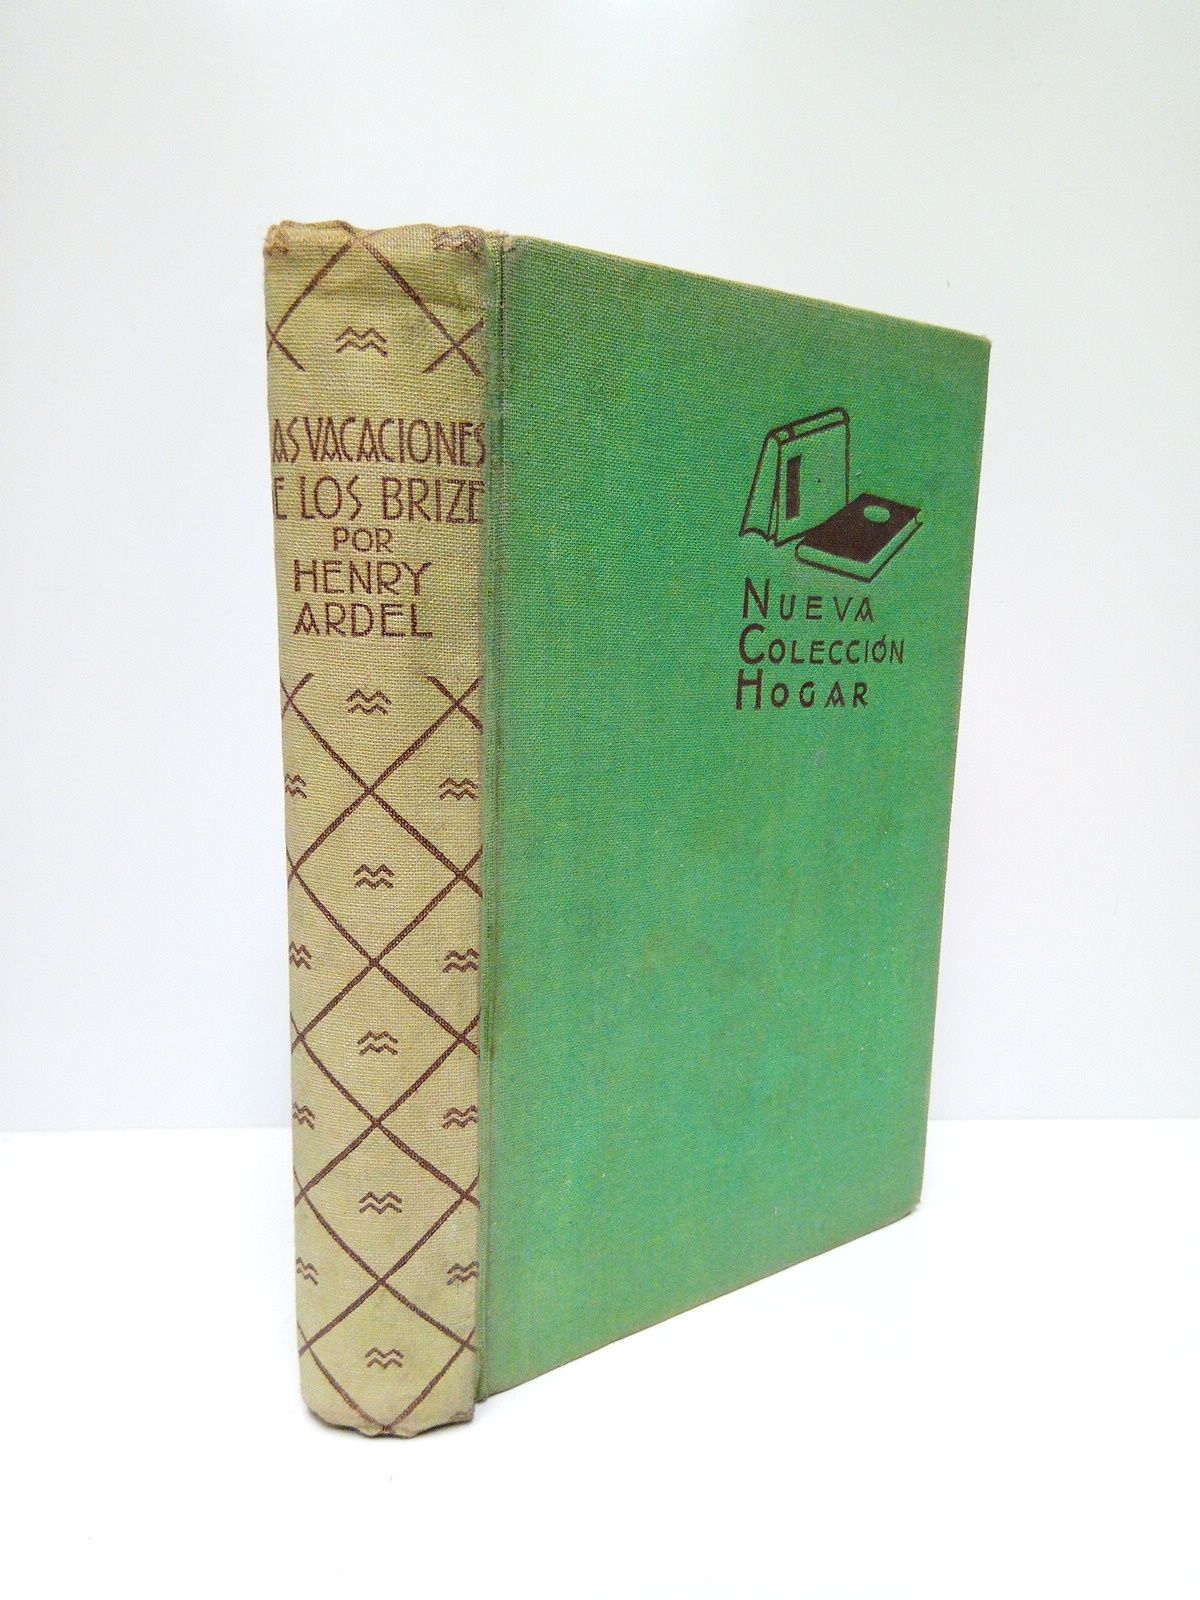 AS VACACIONES
E LOS BRIZE
POR
HENRY
ARDEL
NUEVA
COLECCIÓN
HOGAR